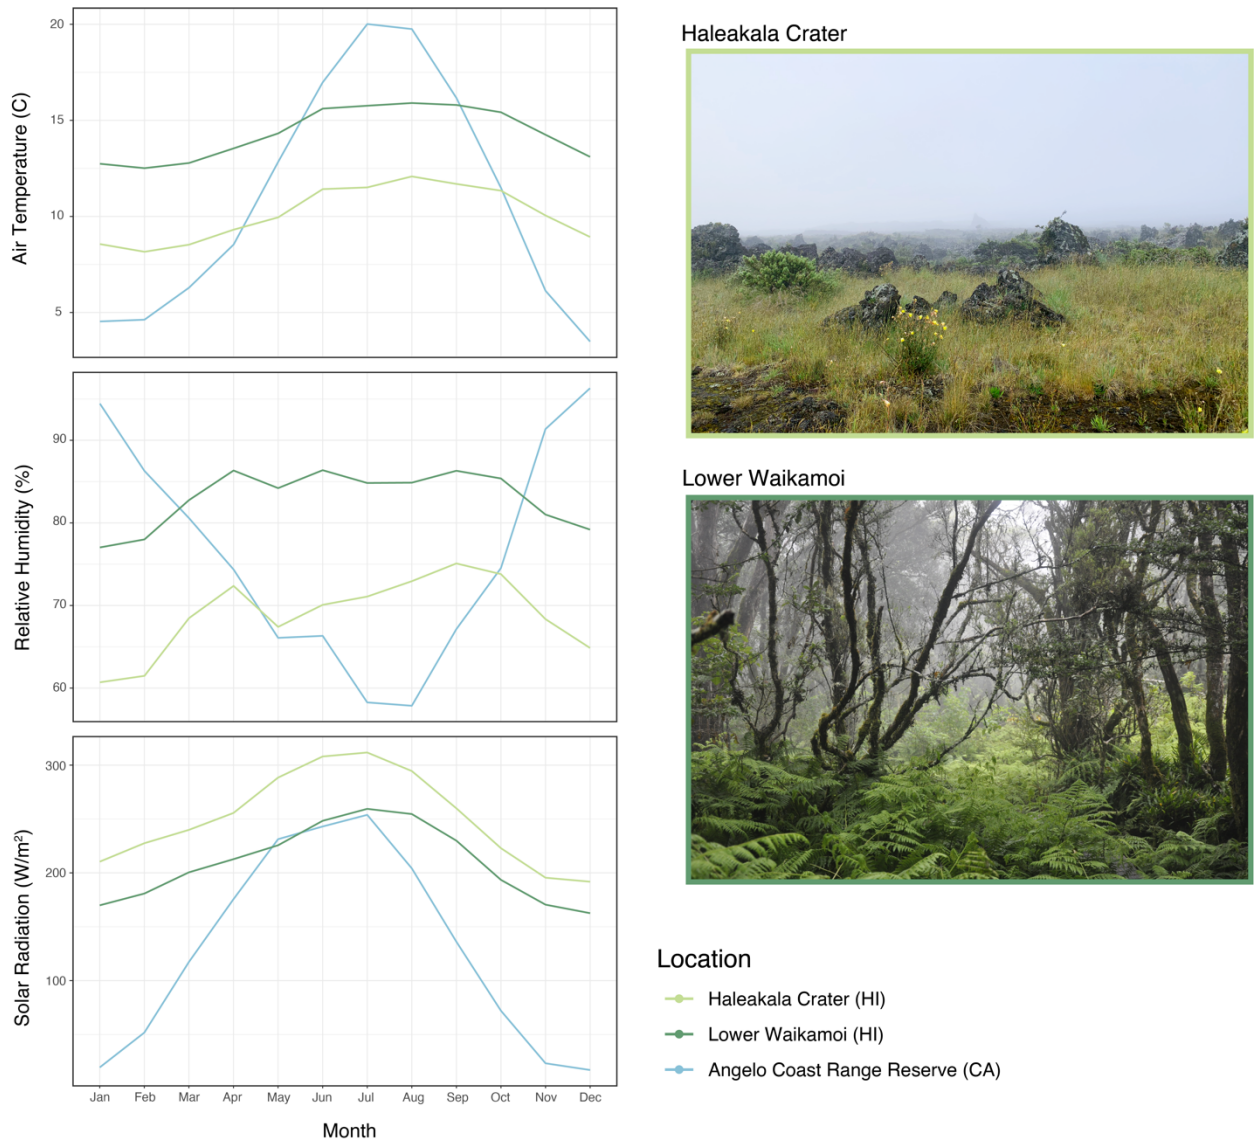 Air Temperature (C)
20
15
10
5
Relative Humidity (%)
90
80
70
60
Solar Radiation (W/m²)
300
200
100
Jan Feb Mar Apr May Jun Jul Aug Sep Oct Nov Dec
Month
Haleakala Crater
Lower Waikamoi
Location
Haleakala Crater (HI)
Lower Waikamoi (HI)
Angelo Coast Range Reserve (CA)